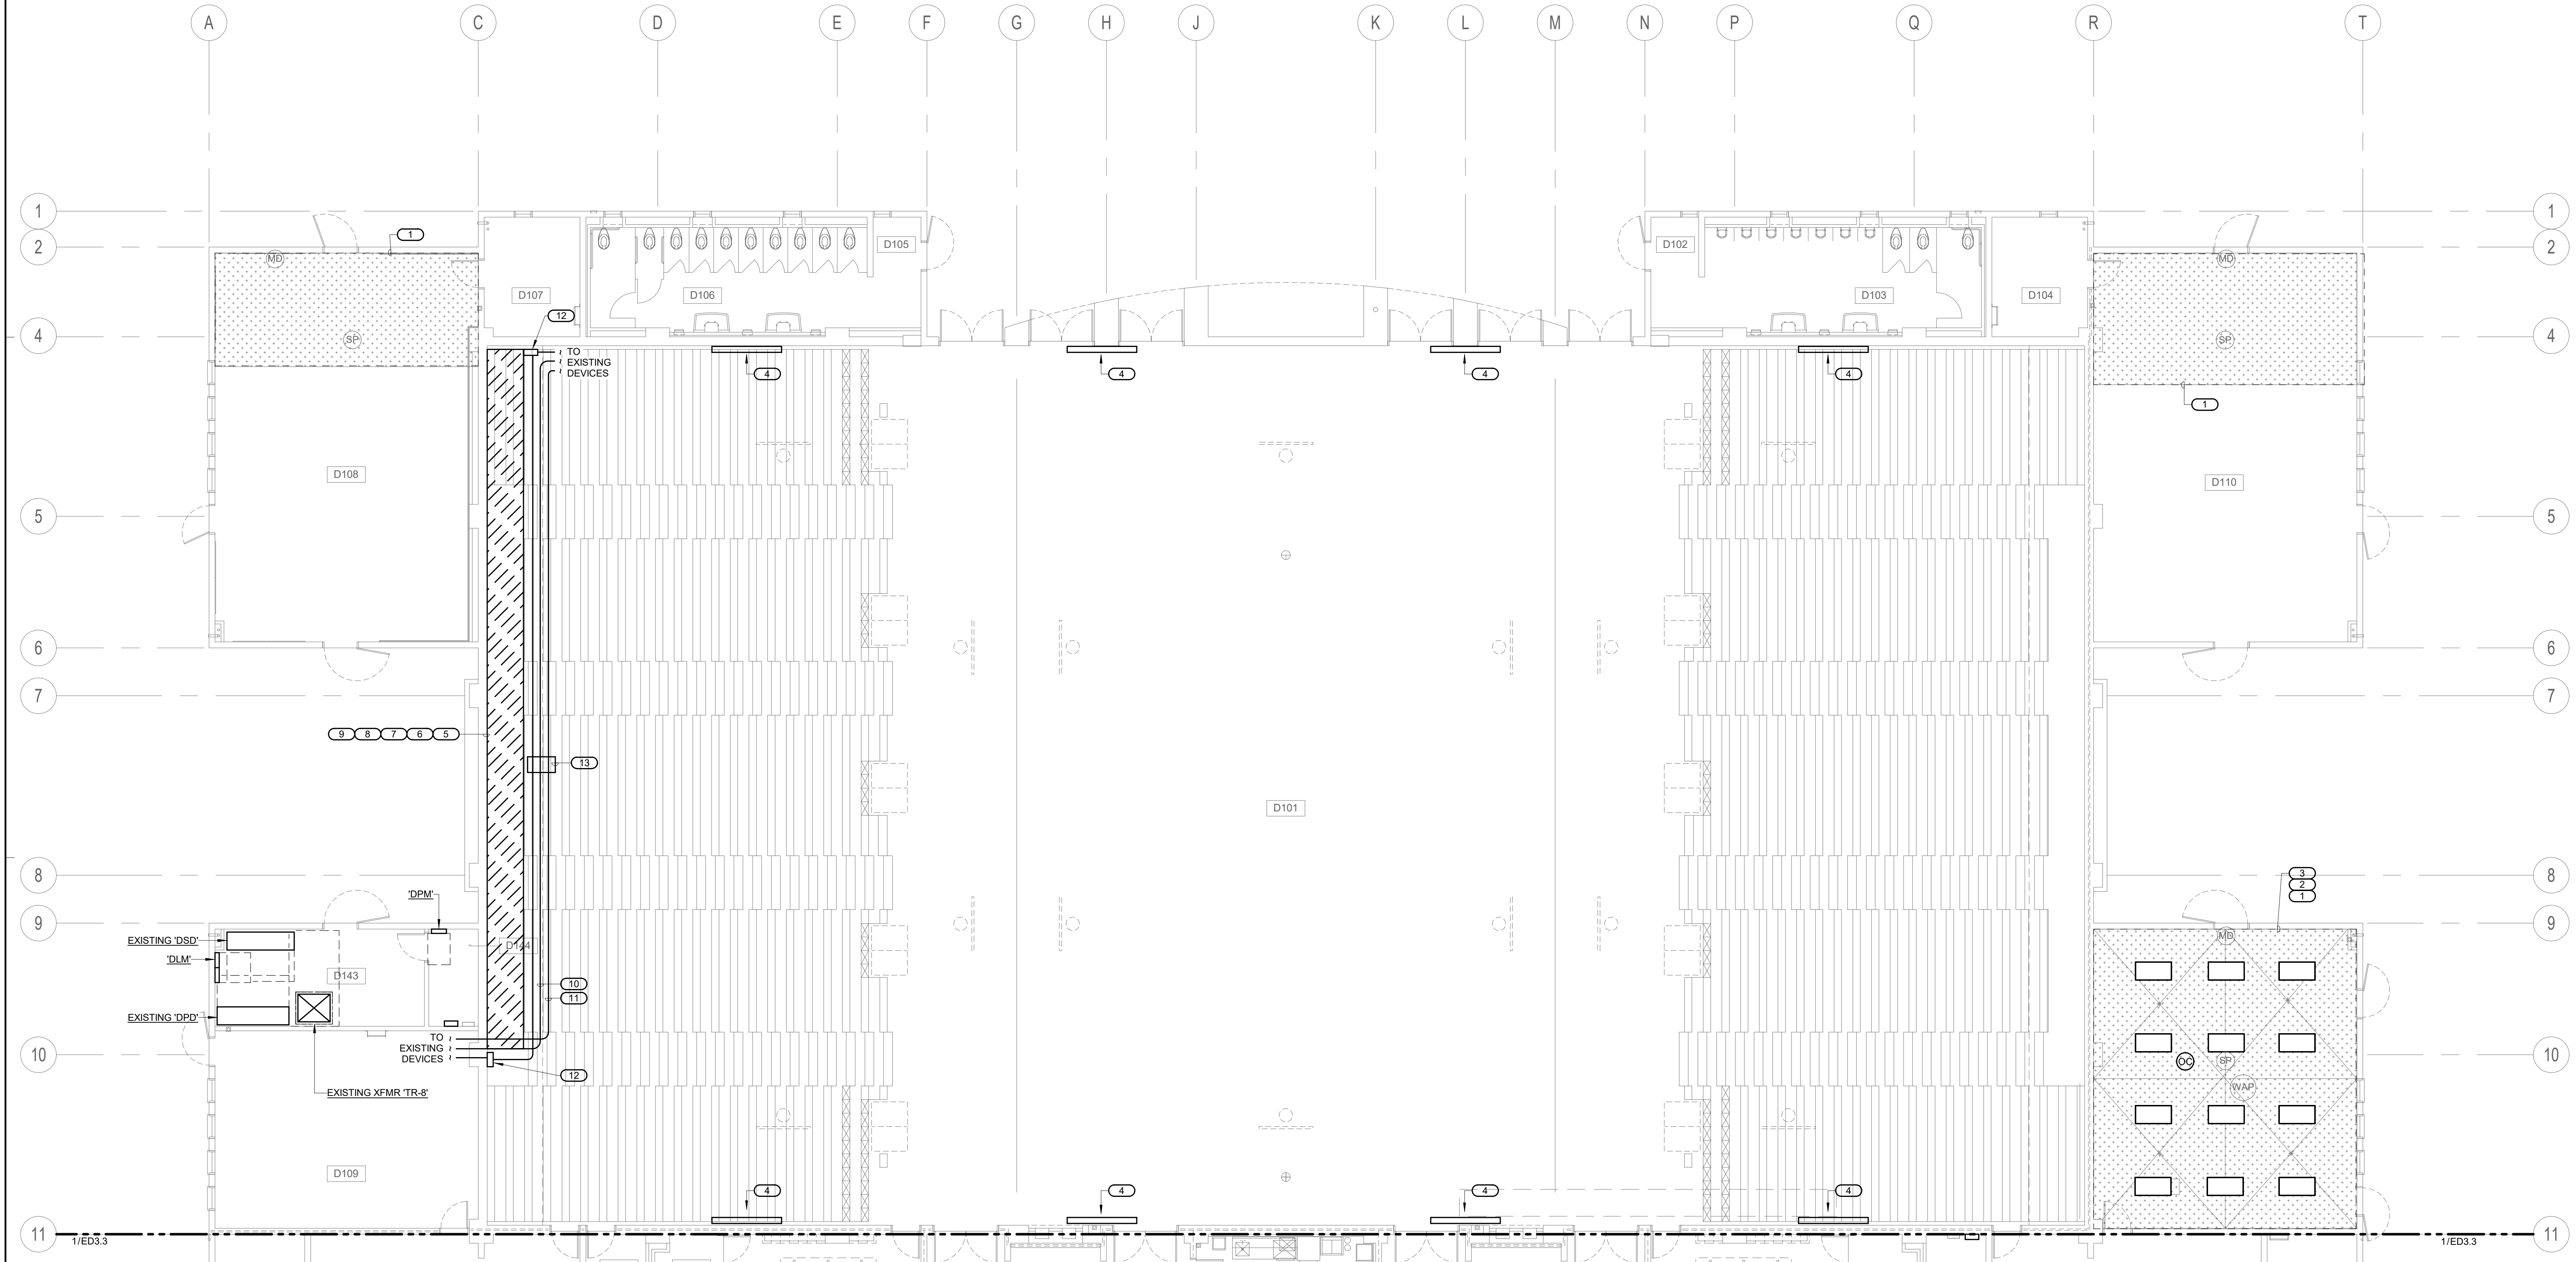 A C D E F G H J K L M N P Q R T
1 1
2 2
1
D105 D102
MD MD
D107 D106 D103 D104
12
4 4
SP SP
TO
EXISTING
DEVICES
4 4 4 4
1
D108 D110
5 5
6 6
7 7
9 8 7 6 5
13
D101
8 8
3
2
1
'DPM'
9 9
EXISTING 'DSD'
D144
MD
'DLM'
D143
10
11
EXISTING 'DPD'
TO
EXISTING
DEVICES
10 10
OC SP
12
WAP
EXISTING XFMR 'TR-8'
D109
4 4 4 4
11 11
1/ED3.3 1/ED3.3